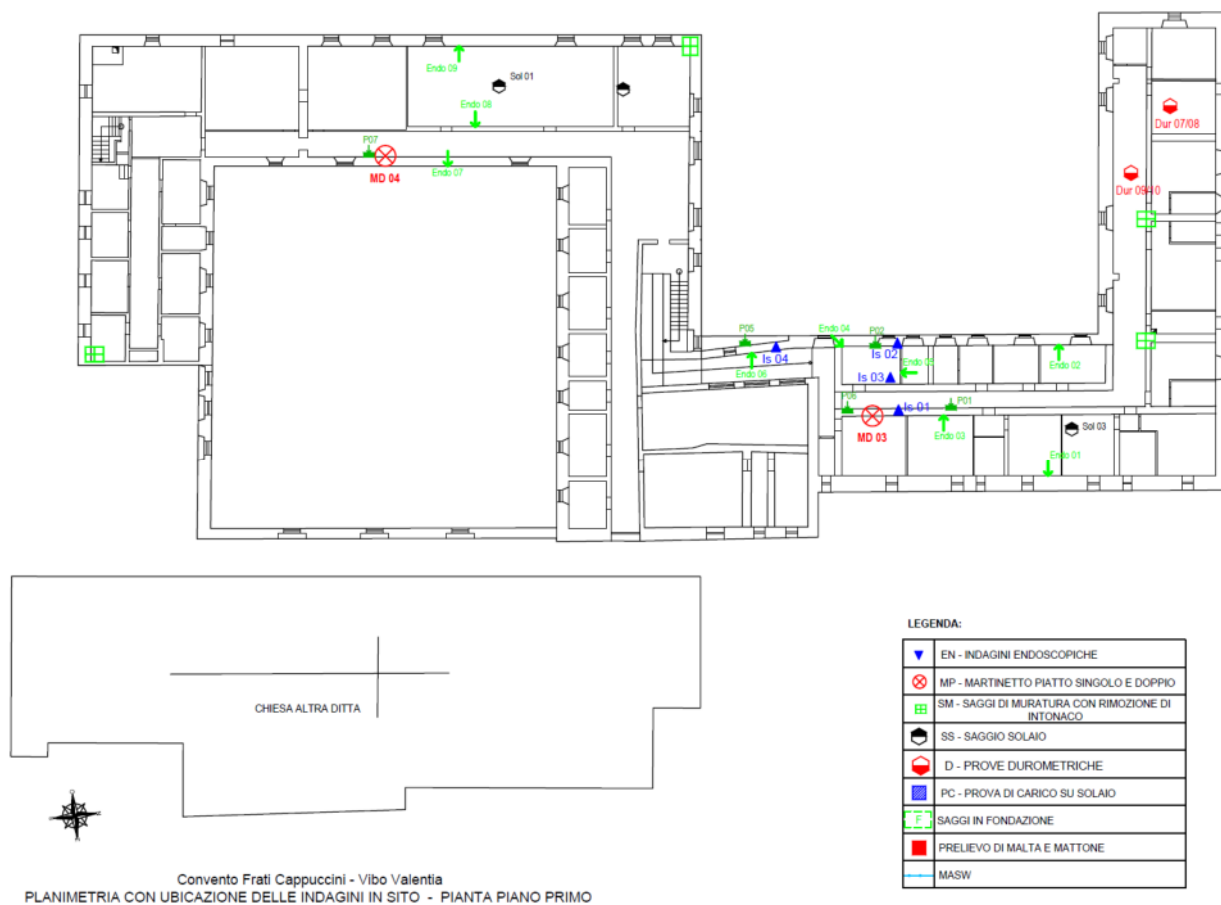 Endo 09
Sol 01
Endo 08
P07
MD 04
Endo 07
Dur 07/08
Dur 09/10
P05
Endo 04
P02
Is 04
Is 02
Endo 06
Is 03
Endo 05
Endo 02
P06
Is 01
P01
MD 03
Endo 03
Sol 03
Endo 01
CHIESA ALTRA DITTA
LEGENDA:
EN - INDAGINI ENDOSCOPICHE
MP - MARTINETTO PIATTO SINGOLO E DOPPIO
SM - SAGGI DI MURATURA CON RIMOZIONE DI
INTONACO
SS - SAGGIO SOLAIO
D - PROVE DUROMETRICHE
PC - PROVA DI CARICO SU SOLAIO
F
SAGGI IN FONDAZIONE
PRELIEVO DI MALTA E MATTONE
MASW
Convento Frati Cappuccini - Vibo Valentia
PLANIMETRIA CON UBICAZIONE DELLE INDAGINI IN SITO - PIANTA PIANO PRIMO